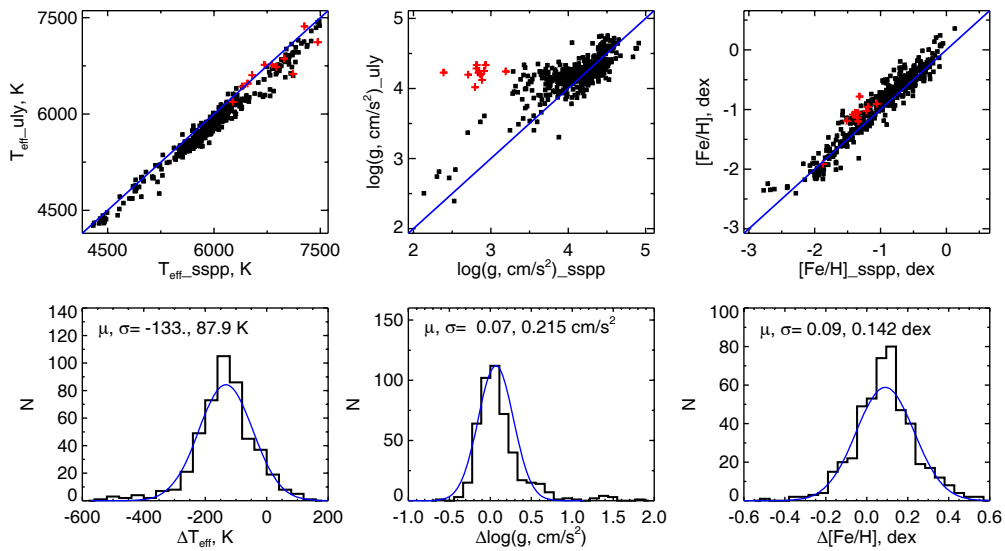 7500
6000
4500
T_eff_uly, K
4500 6000 7500
T_eff_sspp, K
5
4
3
2
log(g, cm/s²)_uly
2 3 4 5
log(g, cm/s²)_sspp
0
-1
-2
-3
[Fe/H], dex
-3 -2 -1 0
[Fe/H]_sspp, dex
140
120
100
80
60
40
20
0
N
μ, σ= -133., 87.9 K
-600 -400 -200 0 200
ΔT_eff, K
150
100
50
0
N
μ, σ= 0.07, 0.215 cm/s²
-1.0 -0.5 0.0 0.5 1.0 1.5 2.0
Δlog(g, cm/s²)
100
80
60
40
20
0
N
μ, σ= 0.09, 0.142 dex
-0.6 -0.4 -0.2 0.0 0.2 0.4 0.6
Δ[Fe/H], dex